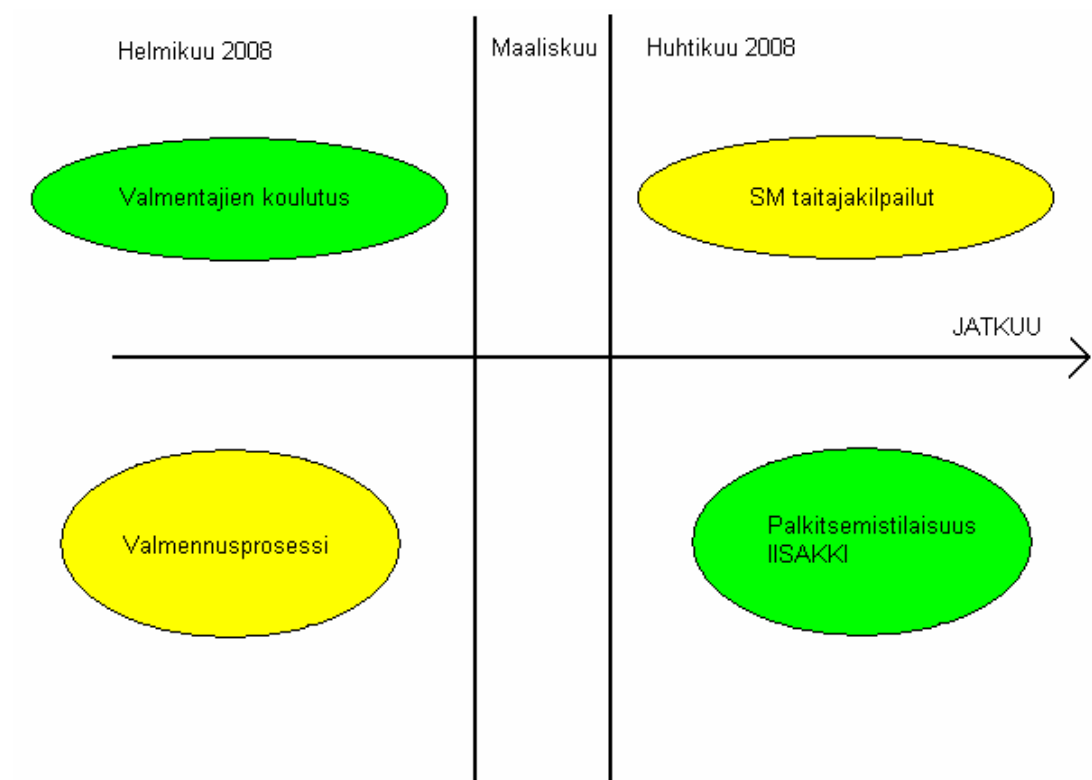 Helmikuu 2008
Maaliskuu
Huhtikuu 2008
Valmentajien koulutus
SM taitajakilpailut
JATKUU
Valmennusprosessi
Palkitsemistilaisuus
IISAKKI